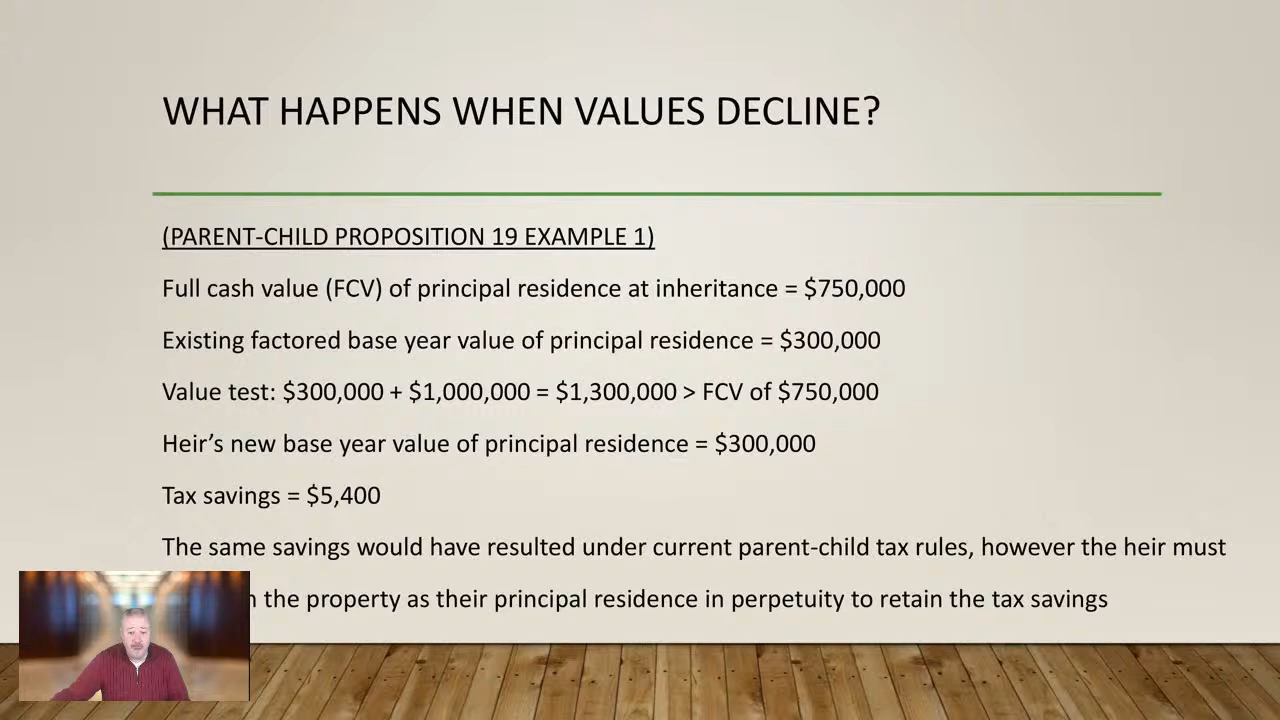 WHAT HAPPENS WHEN VALUES DECLINE?
(PARENT-CHILD PROPOSITION 19 EXAMPLE 1)
Full cash value (FCV) of principal residence at inheritance = $750,000
Existing factored base year value of principal residence = $300,000
Value test: $300,000 + $1,000,000 = $1,300,000 > FCV of $750,000
Heir’s new base year value of principal residence = $300,000
Tax savings = $5,400
The same savings would have resulted under current parent-child tax rules, however the heir must
the property as their principal residence in perpetuity to retain the tax savings